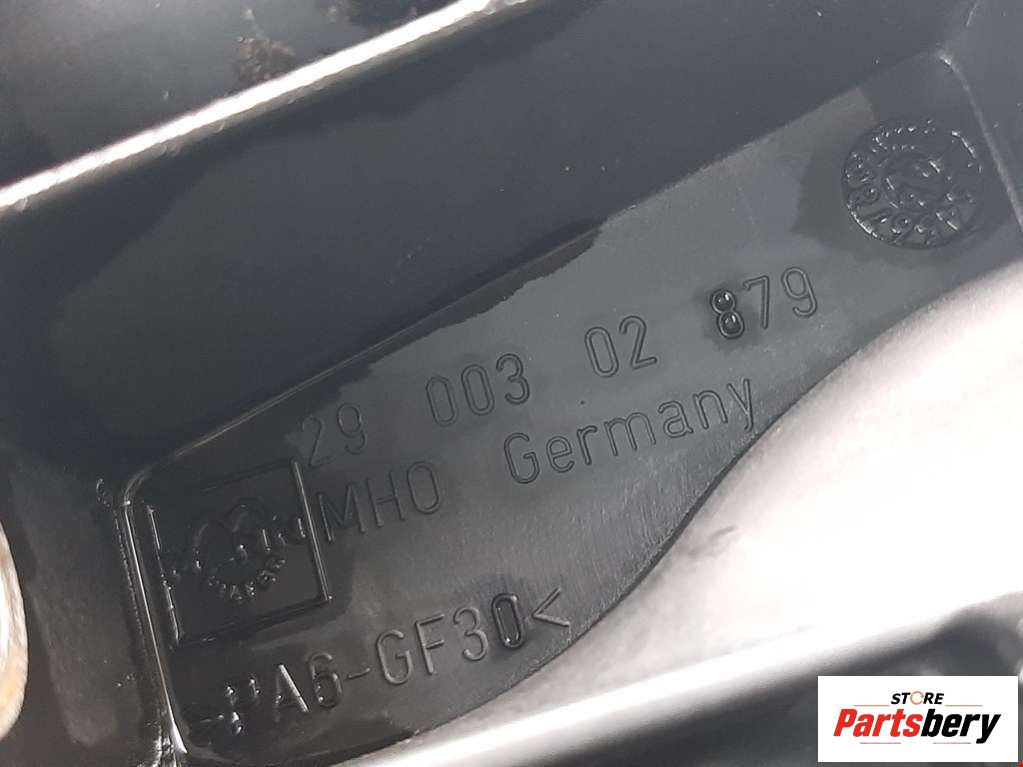 29 003 02 879
MHO Germany
PA6-GF30<
STORE
Partsbery